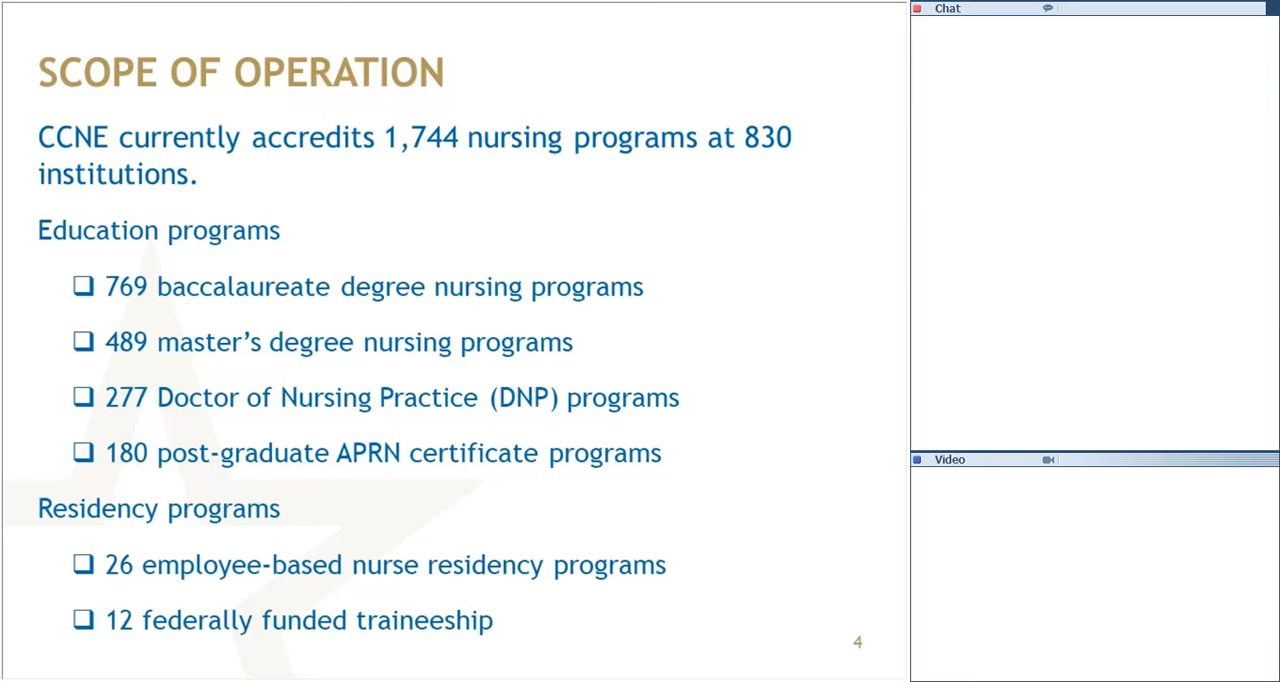 SCOPE OF OPERATION
CCNE currently accredits 1,744 nursing programs at 830
institutions.
Education programs
❑ 769 baccalaureate degree nursing programs
❑ 489 master’s degree nursing programs
❑ 277 Doctor of Nursing Practice (DNP) programs
❑ 180 post-graduate APRN certificate programs
Residency programs
❑ 26 employee-based nurse residency programs
❑ 12 federally funded traineeship
4
Chat
Video